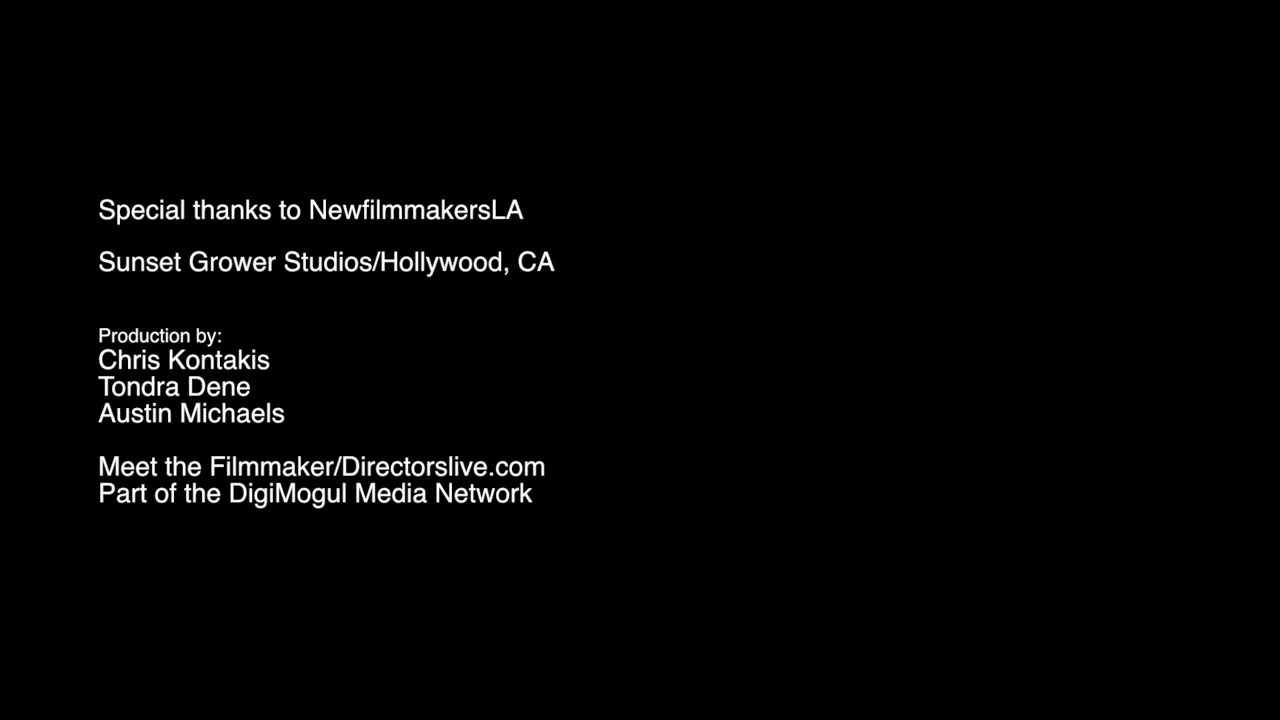 Special thanks to NewfilmmakersLA
Sunset Grower Studios/Hollywood, CA
Production by:
Chris Kontakis
Tondra Dene
Austin Michaels
Meet the Filmmaker/Directorslive.com
Part of the DigiMogul Media Network